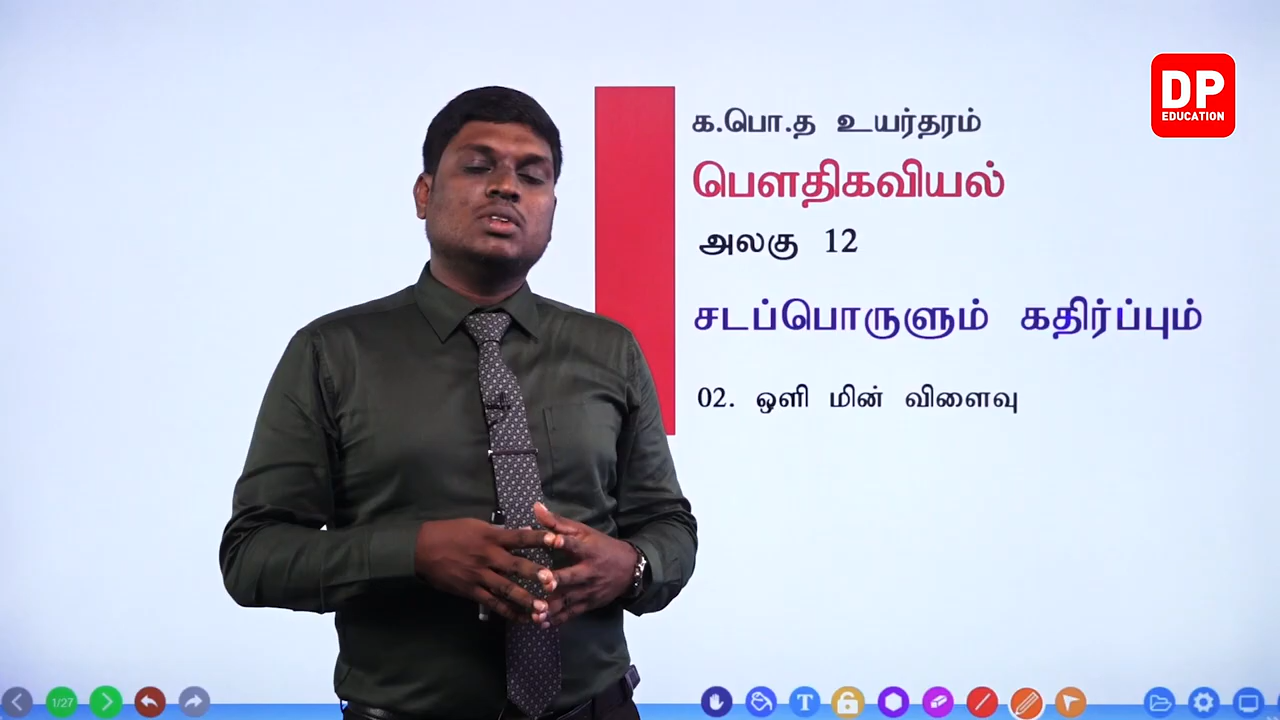 DP
EDUCATION
க.பொ.த உயர்தரம்
பௌதிகவியல்
அலகு 12
சடப்பொருளும் கதிர்ப்பும்
02. ஒளி மின் விளைவு
1/27
T